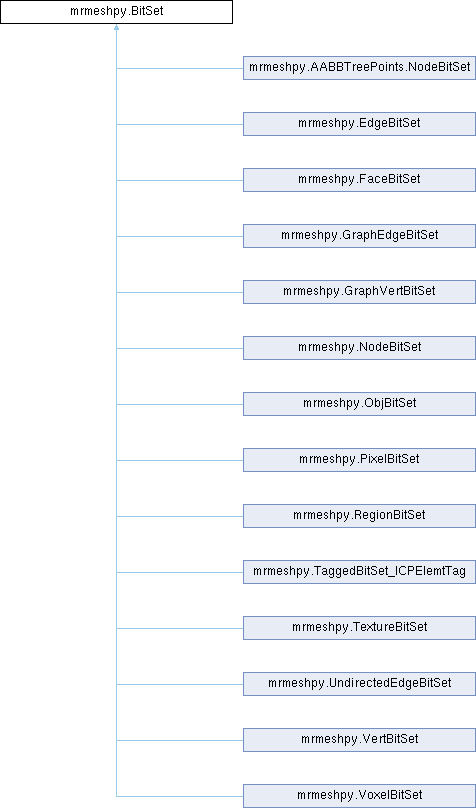 mrmeshpy.BitSet
mrmeshpy.AABBTreePoints.NodeBitSet
mrmeshpy.EdgeBitSet
mrmeshpy.FaceBitSet
mrmeshpy.GraphEdgeBitSet
mrmeshpy.GraphVertBitSet
mrmeshpy.NodeBitSet
mrmeshpy.ObjBitSet
mrmeshpy.PixelBitSet
mrmeshpy.RegionBitSet
mrmeshpy.TaggedBitSet_ICPElemtTag
mrmeshpy.TextureBitSet
mrmeshpy.UndirectedEdgeBitSet
mrmeshpy.VertBitSet
mrmeshpy.VoxelBitSet